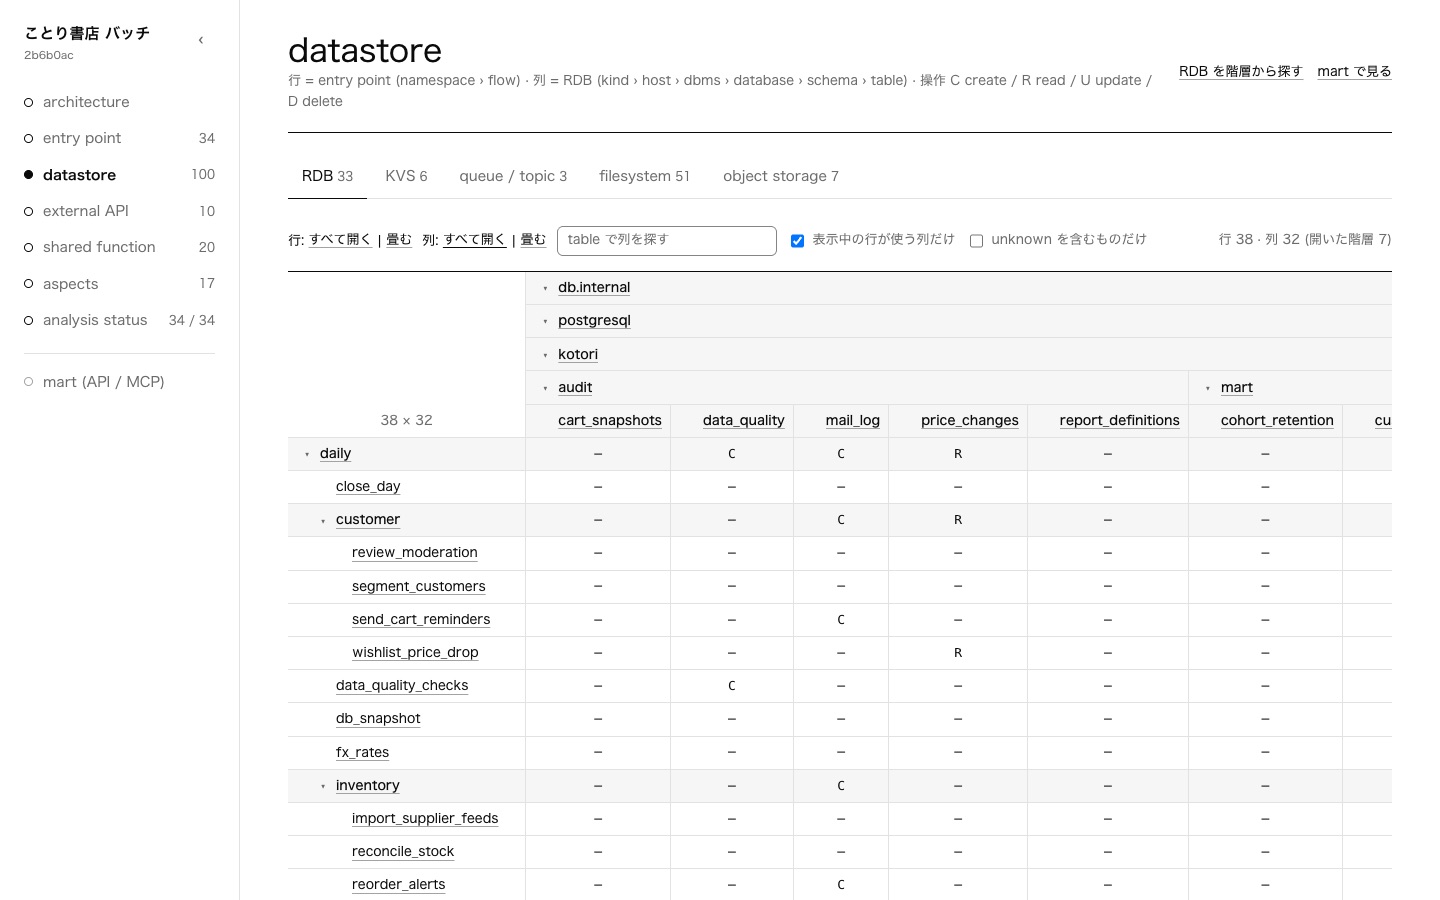 ことり書店 バッチ
‹
2b6b0ac
architecture
entry point 34
datastore 100
external API 10
shared function 20
aspects 17
analysis status 34 / 34
mart (API / MCP)
datastore
行 = entry point (namespace › flow) · 列 = RDB (kind › host › dbms › database › schema › table) · 操作 C create / R read / U update /
D delete
RDB を階層から探す mart で見る
RDB 33 KVS 6 queue / topic 3 filesystem 51 object storage 7
行: すべて開く | 畳む 列: すべて開く | 畳む table で列を探す 表示中の行が使う列だけ unknown を含むものだけ 行 38 · 列 32 (開いた階層 7)
▾ db.internal
▾ postgresql
▾ kotori
▾ audit ▾ mart
38 × 32 cart_snapshots data_quality mail_log price_changes report_definitions cohort_retention cu
▾ daily – C C R – –
close_day – – – – – –
▾ customer – – C R – –
review_moderation – – – – – –
segment_customers – – – – – –
send_cart_reminders – – C – – –
wishlist_price_drop – – – R – –
data_quality_checks – C – – – –
db_snapshot – – – – – –
fx_rates – – – – – –
▾ inventory – – C – – –
import_supplier_feeds – – – – – –
reconcile_stock – – – – – –
reorder_alerts – – C – – –